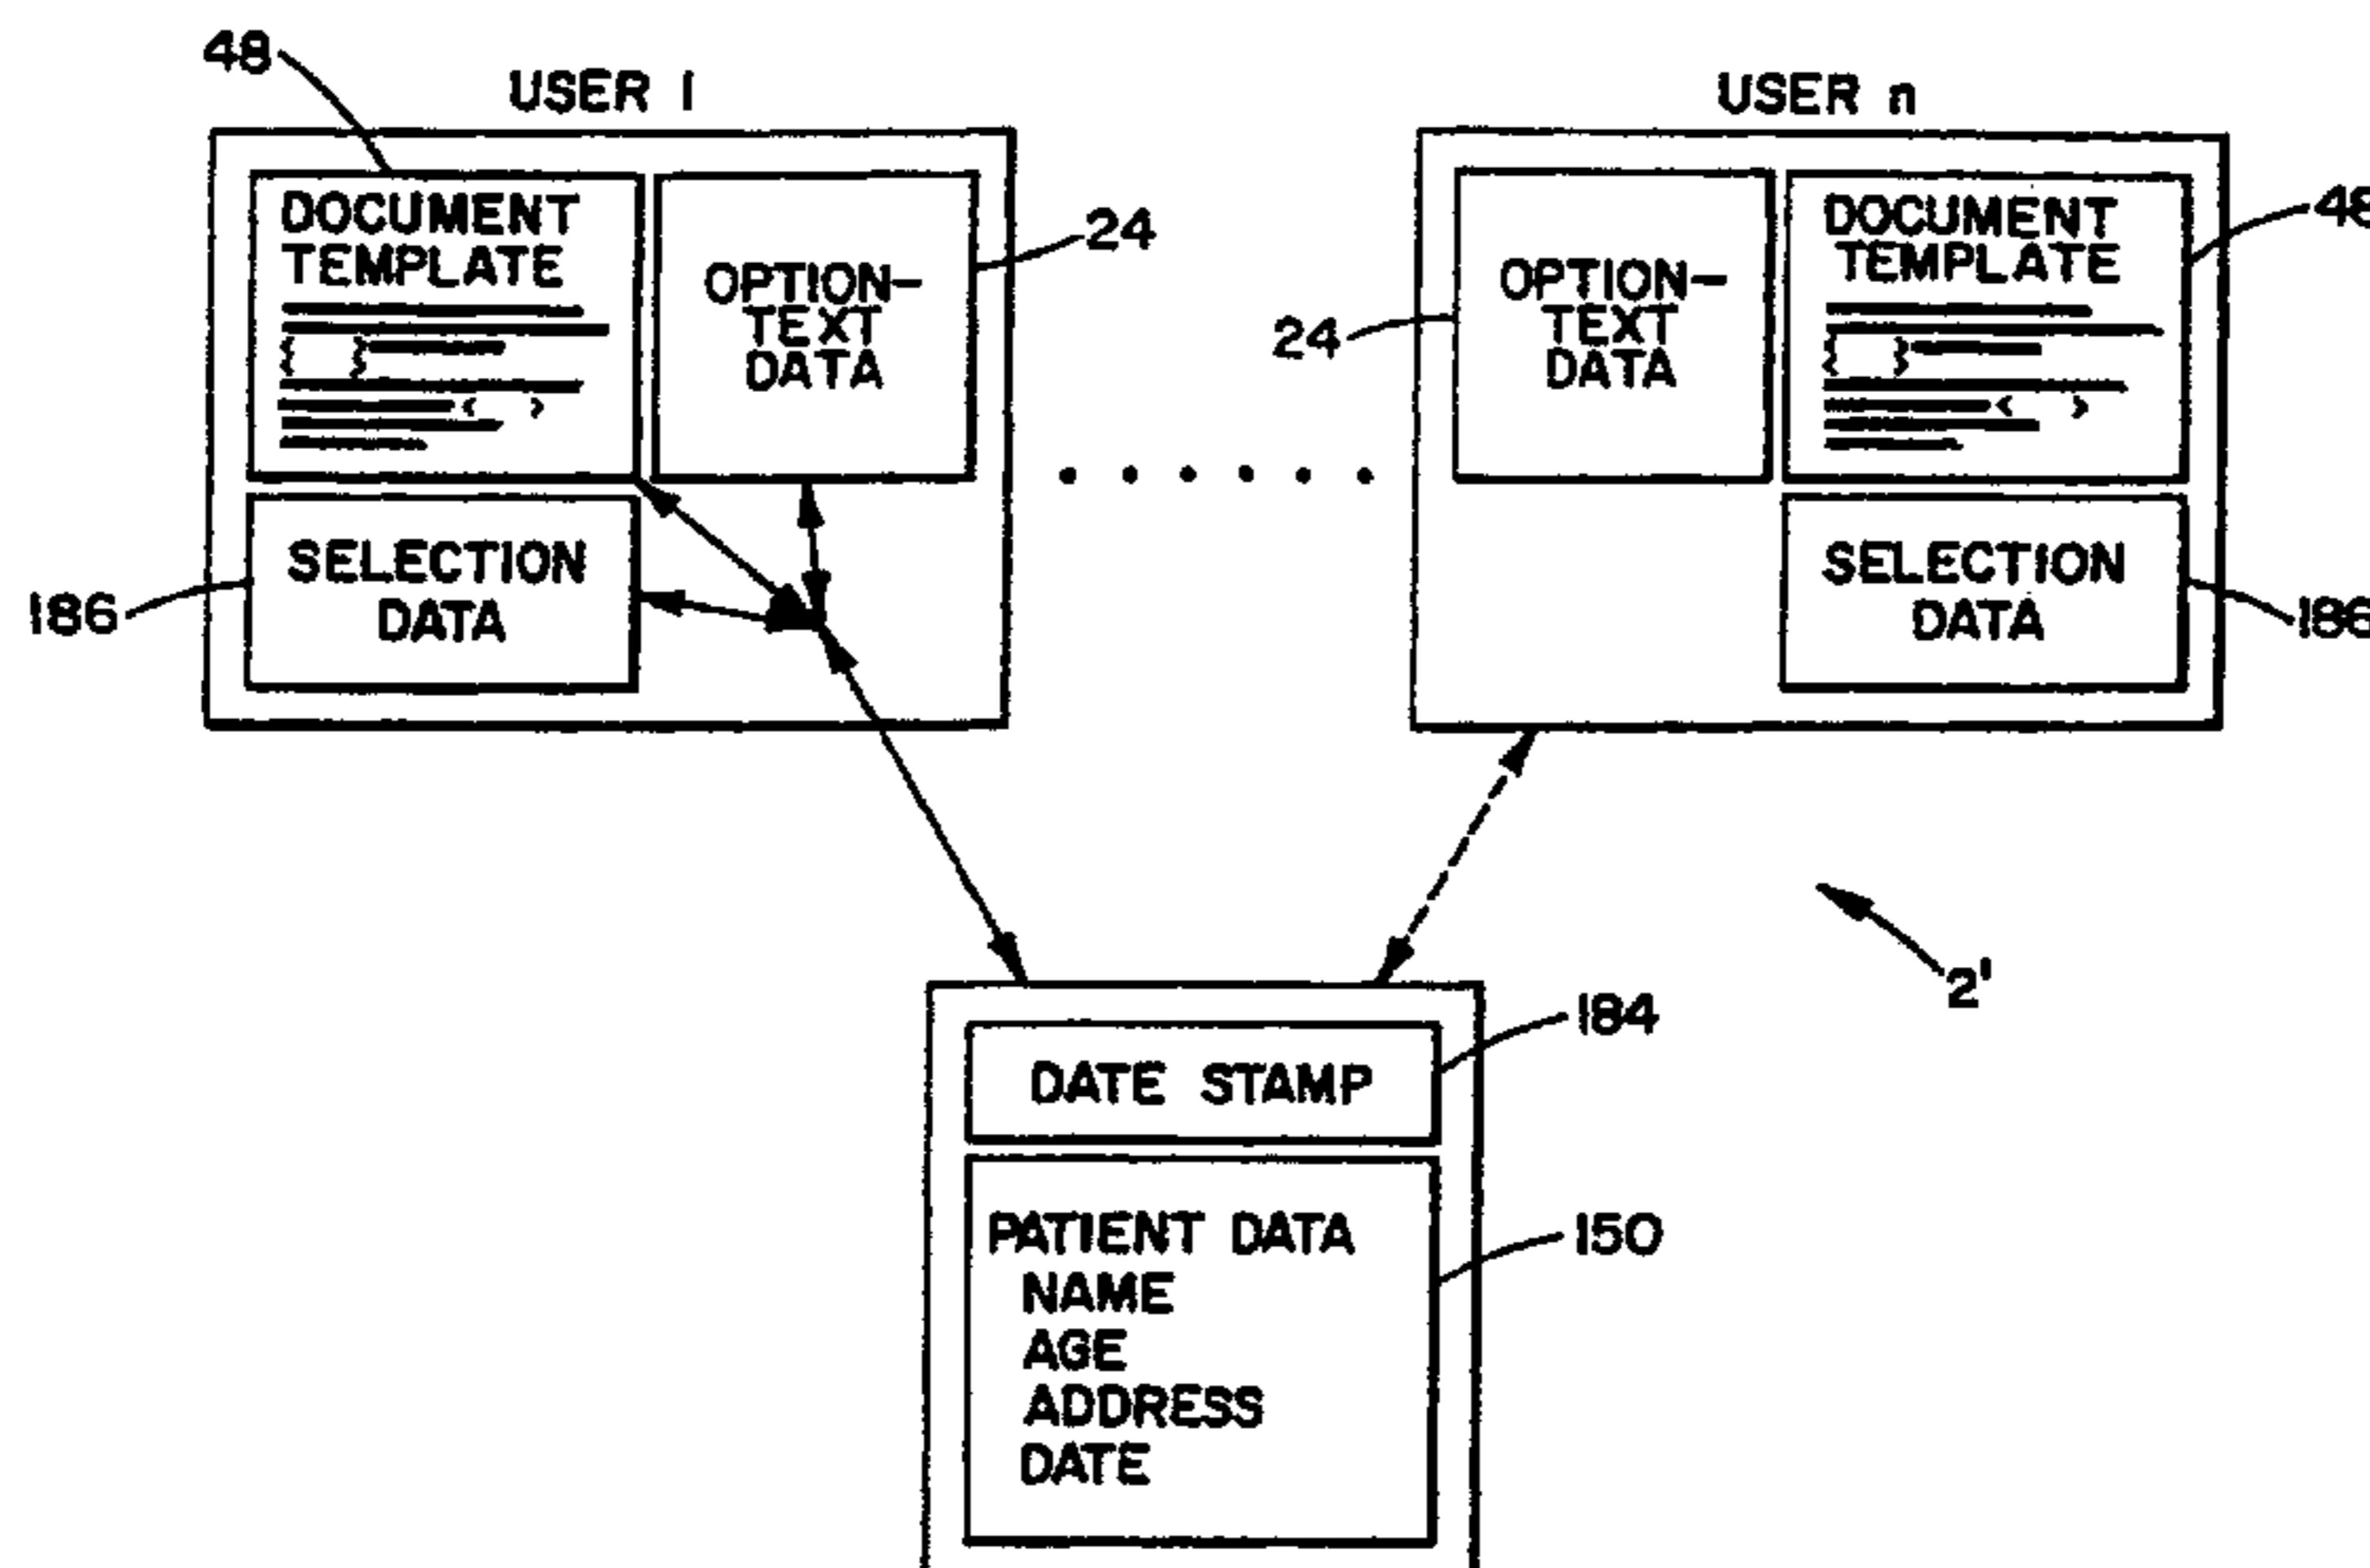 48
USER 1
DOCUMENT
TEMPLATE
{ }
< >
OPTION-
TEXT
DATA
24
SELECTION
DATA
186
USER n
24
OPTION-
TEXT
DATA
DOCUMENT
TEMPLATE
{ }
< >
48
SELECTION
DATA
186
2'
DATE STAMP
184
PATIENT DATA
NAME
AGE
ADDRESS
DATE
150